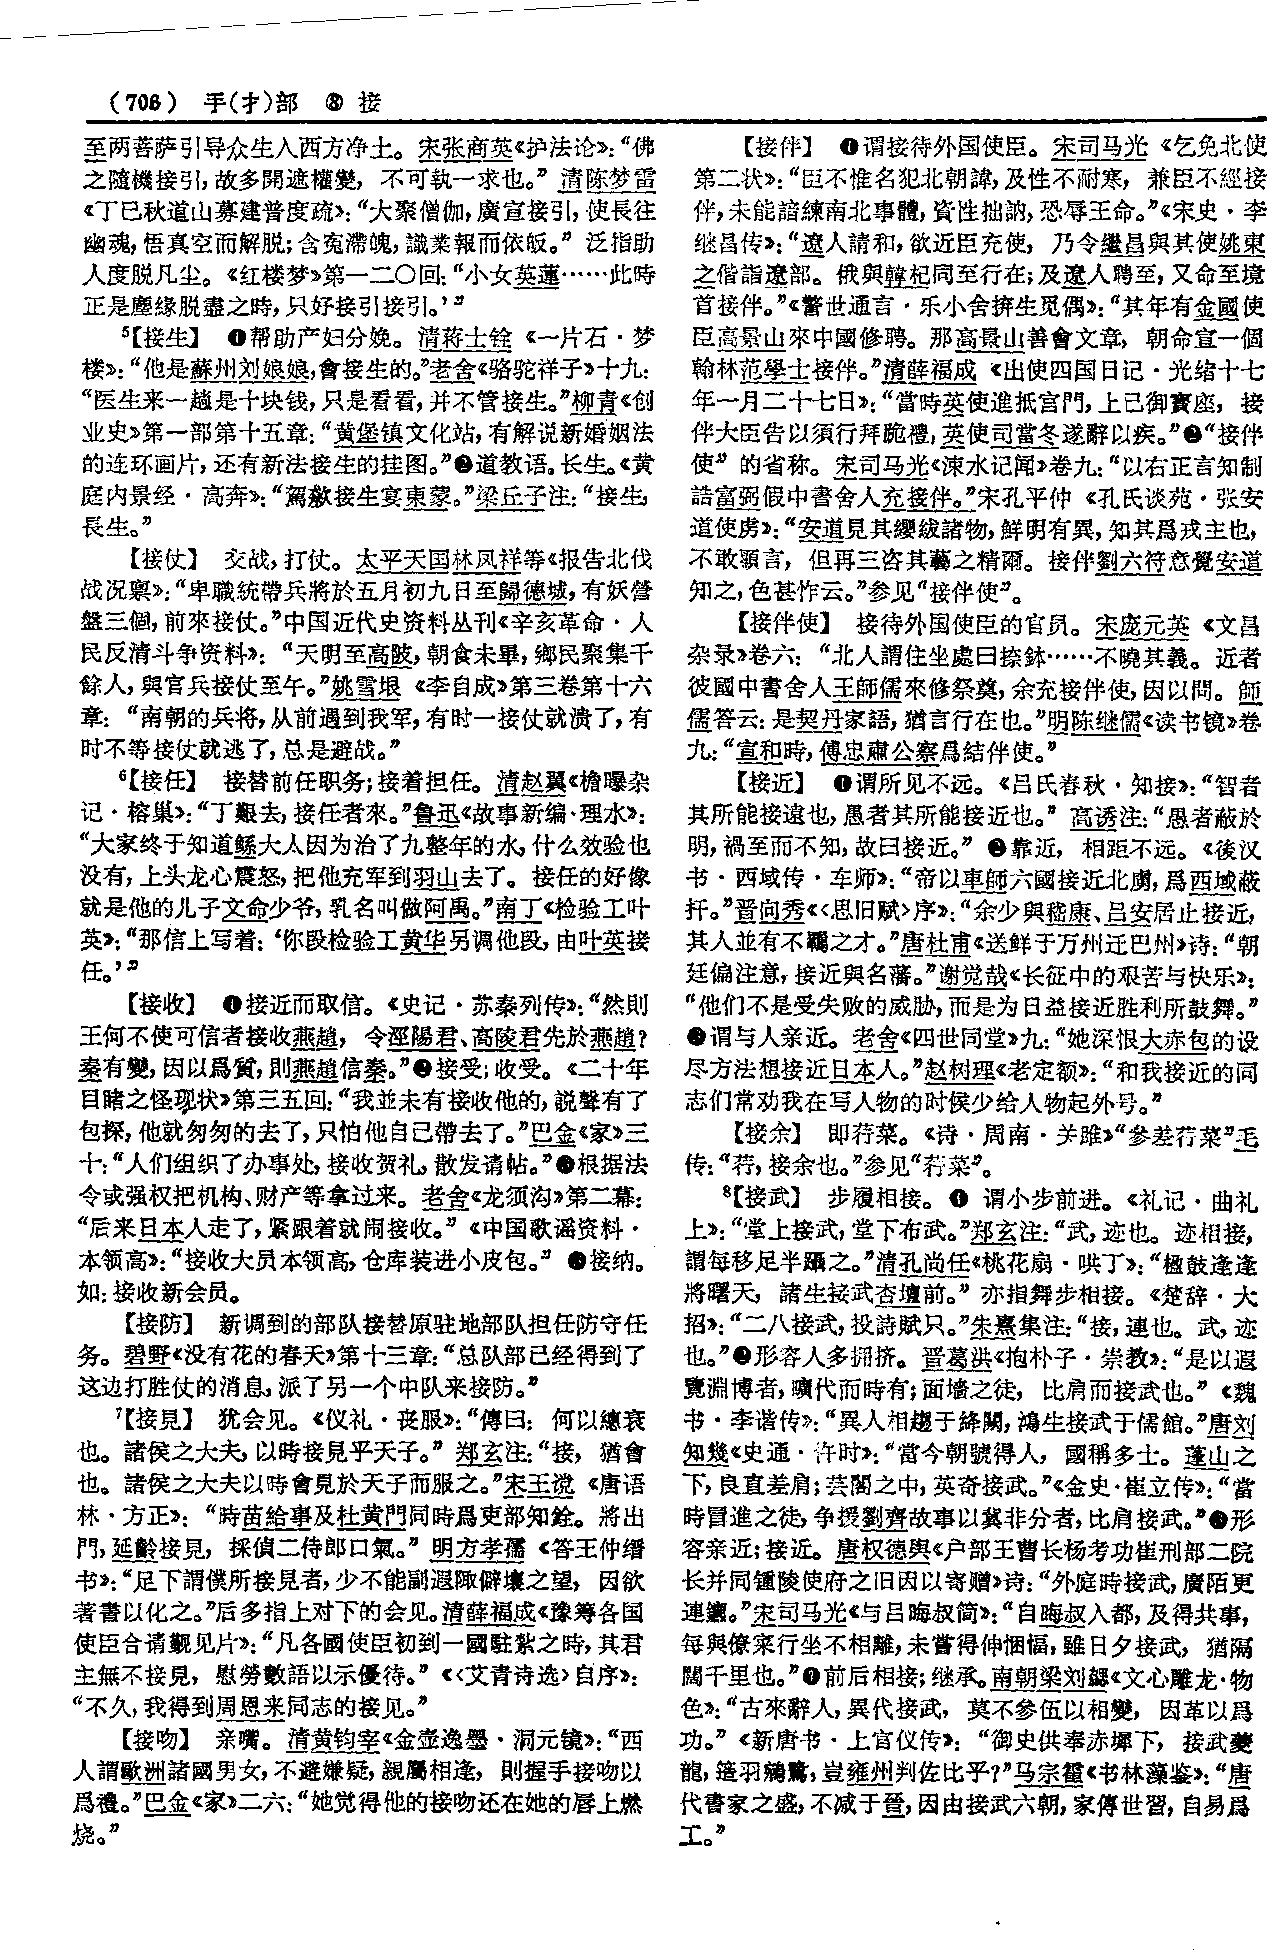 （706） 手(扌)部 ⑧ 接
至两菩萨引导众生入西方净土。宋张商英《护法论》：“佛
之隨機接引，故多開遮權變，不可執一求也。”清陈梦雷
《丁巳秋道山募建普度疏》：“大聚僧伽，廣宣接引，使長往
幽魂，悟真空而解脱；含寃滯魄，識業報而依皈。”泛指助
人度脱凡尘。《红楼梦》第一二〇回：“小女英蓮……此時
正是塵缘脱盡之時，只好接引接引。’”
⁵【接生】 ❶帮助产妇分娩。清蒋士铨《一片石·梦
楼》：“他是蘇州刘娘娘，會接生的。”老舍《骆驼祥子》十九：
“医生来一趟是十块钱，只是看看，并不管接生。”柳青《创
业史》第一部第十五章：“黄堡镇文化站，有解说新婚姻法
的连环画片，还有新法接生的挂图。”❷道教语。长生。《黄
庭内景经·高奔》：“駕歘接生宴東蒙。”梁丘子注：“接生，
長生。”
【接仗】 交战，打仗。太平天国林凤祥等《报告北伐
战况禀》：“卑職统帶兵將於五月初九日至歸德城，有妖營
盤三個，前來接仗。”中国近代史资料丛刊《辛亥革命·人
民反清斗争资料》：“天明至高陂，朝食未畢，鄉民聚集千
餘人，與官兵接仗至午。”姚雪垠《李自成》第三卷第十六
章：“南朝的兵将，从前遇到我军，有时一接仗就溃了，有
时不等接仗就逃了，总是避战。”
⁶【接任】 接替前任职务；接着担任。清赵翼《檐曝杂
记·榕巢》：“丁艱去，接任者來。”鲁迅《故事新编·理水》：
“大家终于知道鲧大人因为治了九整年的水，什么效验也
没有，上头龙心震怒，把他充军到羽山去了。接任的好像
就是他的儿子文命少爷，乳名叫做阿禹。”南丁《检验工叶
英》：“那信上写着：‘你段检验工黄华另调他段，由叶英接
任。’”
【接收】 ❶接近而取信。《史记·苏秦列传》：“然則
王何不使可信者接收燕趙，令涇陽君、高陵君先於燕趙？
秦有變，因以爲質，則燕趙信秦。”❷接受；收受。《二十年
目睹之怪现状》第三五回：“我並未有接收他的，説聲有了
包探，他就匆匆的去了，只怕他自己帶去了。”巴金《家》三
十：“人们组织了办事处，接收贺礼，散发请帖。”❸根据法
令或强权把机构、财产等拿过来。老舍《龙须沟》第二幕：
“后来日本人走了，紧跟着就闹接收。”《中国歌谣资料·
本领高》：“接收大员本领高，仓库装进小皮包。”❹接纳。
如：接收新会员。
【接防】 新调到的部队接替原驻地部队担任防守任
务。碧野《没有花的春天》第十三章：“总队部已经得到了
这边打胜仗的消息，派了另一个中队来接防。”
⁷【接見】 犹会见。《仪礼·丧服》：“傳曰：何以繐衰
也。諸侯之大夫，以時接見乎天子。”郑玄注：“接，猶會
也。諸侯之大夫以時會見於天子而服之。”宋王谠《唐语
林·方正》：“時苗給事及杜黄門同時爲吏部知銓。將出
門，延齡接見，探偵二侍郎口氣。”明方孝孺《答王仲缙
书》：“足下謂僕所接見者，少不能副遐陬僻壤之望，因欲
著書以化之。”后多指上对下的会见。清薛福成《豫筹各国
使臣合请觐见片》：“凡各國使臣初到一國駐紮之時，其君
主無不接見，慰勞數語以示優待。”《〈艾青诗选〉自序》：
“不久，我得到周恩来同志的接见。”
【接吻】 亲嘴。清黄钧宰《金壶逸墨·洞元镜》：“西
人謂歐洲諸國男女，不避嫌疑，親屬相逢，則握手接吻以
爲禮。”巴金《家》二六：“她觉得他的接吻还在她的唇上燃
烧。”
【接伴】 ❶谓接待外国使臣。宋司马光《乞免北使
第二状》：“臣不惟名犯北朝諱，及性不耐寒，兼臣不經接
伴，未能諳練南北事體，資性拙訥，恐辱王命。”《宋史·李
继昌传》：“遼人請和，欲近臣充使，乃令繼昌與其使姚東
之偕詣遼部。俄與韓杞同至行在；及遼人聘至，又命至境
首接伴。”《警世通言·乐小舍拚生觅偶》：“其年有金國使
臣高景山來中國修聘。那高景山善會文章，朝命宣一個
翰林范學士接伴。”清薛福成《出使四国日记·光绪十七
年一月二十七日》：“當時英使進抵宫門，上已御寶座，接
伴大臣告以須行拜跪禮，英使司當冬遂辭以疾。”❷“接伴
使”的省称。宋司马光《涑水记闻》卷九：“以右正言知制
誥富弼假中書舍人充接伴。”宋孔平仲《孔氏谈苑·张安
道使虏》：“安道見其纓紱諸物，鮮明有異，知其爲戎主也，
不敢顯言，但再三咨其藝之精爾。接伴劉六符意覺安道
知之，色甚怍云。”参见“接伴使”。
【接伴使】 接待外国使臣的官员。宋庞元英《文昌
杂录》卷六：“北人謂住坐處曰捺鉢……不曉其義。近者
彼國中書舍人王師儒來修祭奠，余充接伴使，因以問。師
儒答云：是契丹家語，猶言行在也。”明陈继儒《读书镜》卷
九：“宣和時，傅忠肅公察爲結伴使。”
【接近】 ❶谓所见不远。《吕氏春秋·知接》：“智者
其所能接遠也，愚者其所能接近也。”高诱注：“愚者蔽於
明，禍至而不知，故曰接近。”❷靠近，相距不远。《後汉
书·西域传·车师》：“帝以車師六國接近北虜，爲西域蔽
扞。”晋向秀《〈思旧赋〉序》：“余少與嵇康、吕安居止接近，
其人並有不羈之才。”唐杜甫《送鲜于万州迁巴州》诗：“朝
廷偏注意，接近與名藩。”谢觉哉《长征中的艰苦与快乐》：
“他们不是受失败的威胁，而是为日益接近胜利所鼓舞。”
❸谓与人亲近。老舍《四世同堂》九：“她深恨大赤包的设
尽方法想接近日本人。”赵树理《老定额》：“和我接近的同
志们常劝我在写人物的时候少给人物起外号。”
【接余】 即荇菜。《诗·周南·关雎》“参差荇菜”毛
传：“荇，接余也。”参见“荇菜”。
⁸【接武】 步履相接。❶ 谓小步前进。《礼记·曲礼
上》：“堂上接武，堂下布武。”郑玄注：“武，迹也。迹相接，
謂每移足半躡之。”清孔尚任《桃花扇·哄丁》：“楹鼓逢逢
將曙天，諸生接武杏壇前。”亦指舞步相接。《楚辞·大
招》：“二八接武，投詩賦只。”朱熹集注：“接，連也。武，迹
也。”❷形容人多拥挤。晋葛洪《抱朴子·崇教》：“是以遐
覽淵博者，曠代而時有；面墙之徒，比肩而接武也。”《魏
书·李谐传》：“異人相趨于絳闕，鴻生接武于儒館。”唐刘
知幾《史通·忤时》：“當今朝號得人，國稱多士。蓬山之
下，良直差肩；芸閣之中，英奇接武。”《金史·崔立传》：“當
時冒進之徒，争援劉齊故事以冀非分者，比肩接武。”❸形
容亲近；接近。唐权德舆《户部王曹长杨考功崔刑部二院
长并同锺陵使府之旧因以寄赠》诗：“外庭時接武，廣陌更
連鑣。”宋司马光《与吕晦叔简》：“自晦叔入都，及得共事，
每與僚寀行坐不相離，未嘗得伸悃愊，雖日夕接武，猶隔
闊千里也。”❹前后相接；继承。南朝梁刘勰《文心雕龙·物
色》：“古來辭人，異代接武，莫不参伍以相變，因革以爲
功。”《新唐书·上官仪传》：“御史供奉赤墀下，接武夔
龍，簉羽鵷鷺，豈雍州判佐比乎？”马宗霍《书林藻鉴》：“唐
代書家之盛，不减于晉，因由接武六朝，家傳世習，自易爲
工。”